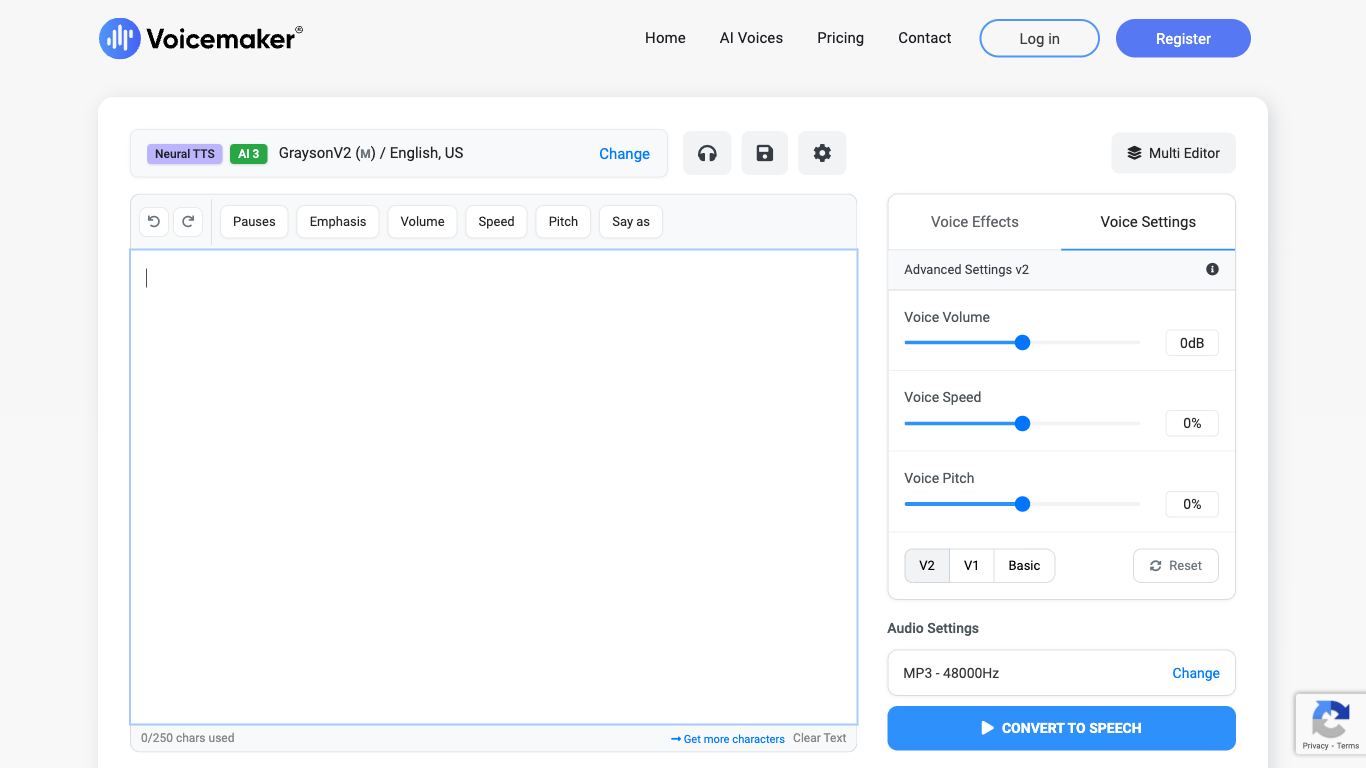 Voicemaker®
Home AI Voices Pricing Contact Log in Register
Neural TTS AI 3 GraysonV2 (M) / English, US Change
Multi Editor
Pauses Emphasis Volume Speed Pitch Say as
Voice Effects Voice Settings
Advanced Settings v2
Voice Volume
0dB
Voice Speed
0%
Voice Pitch
0%
V2 V1 Basic Reset
Audio Settings
MP3 - 48000Hz Change
CONVERT TO SPEECH
0/250 chars used Get more characters Clear Text
Privacy - Terms